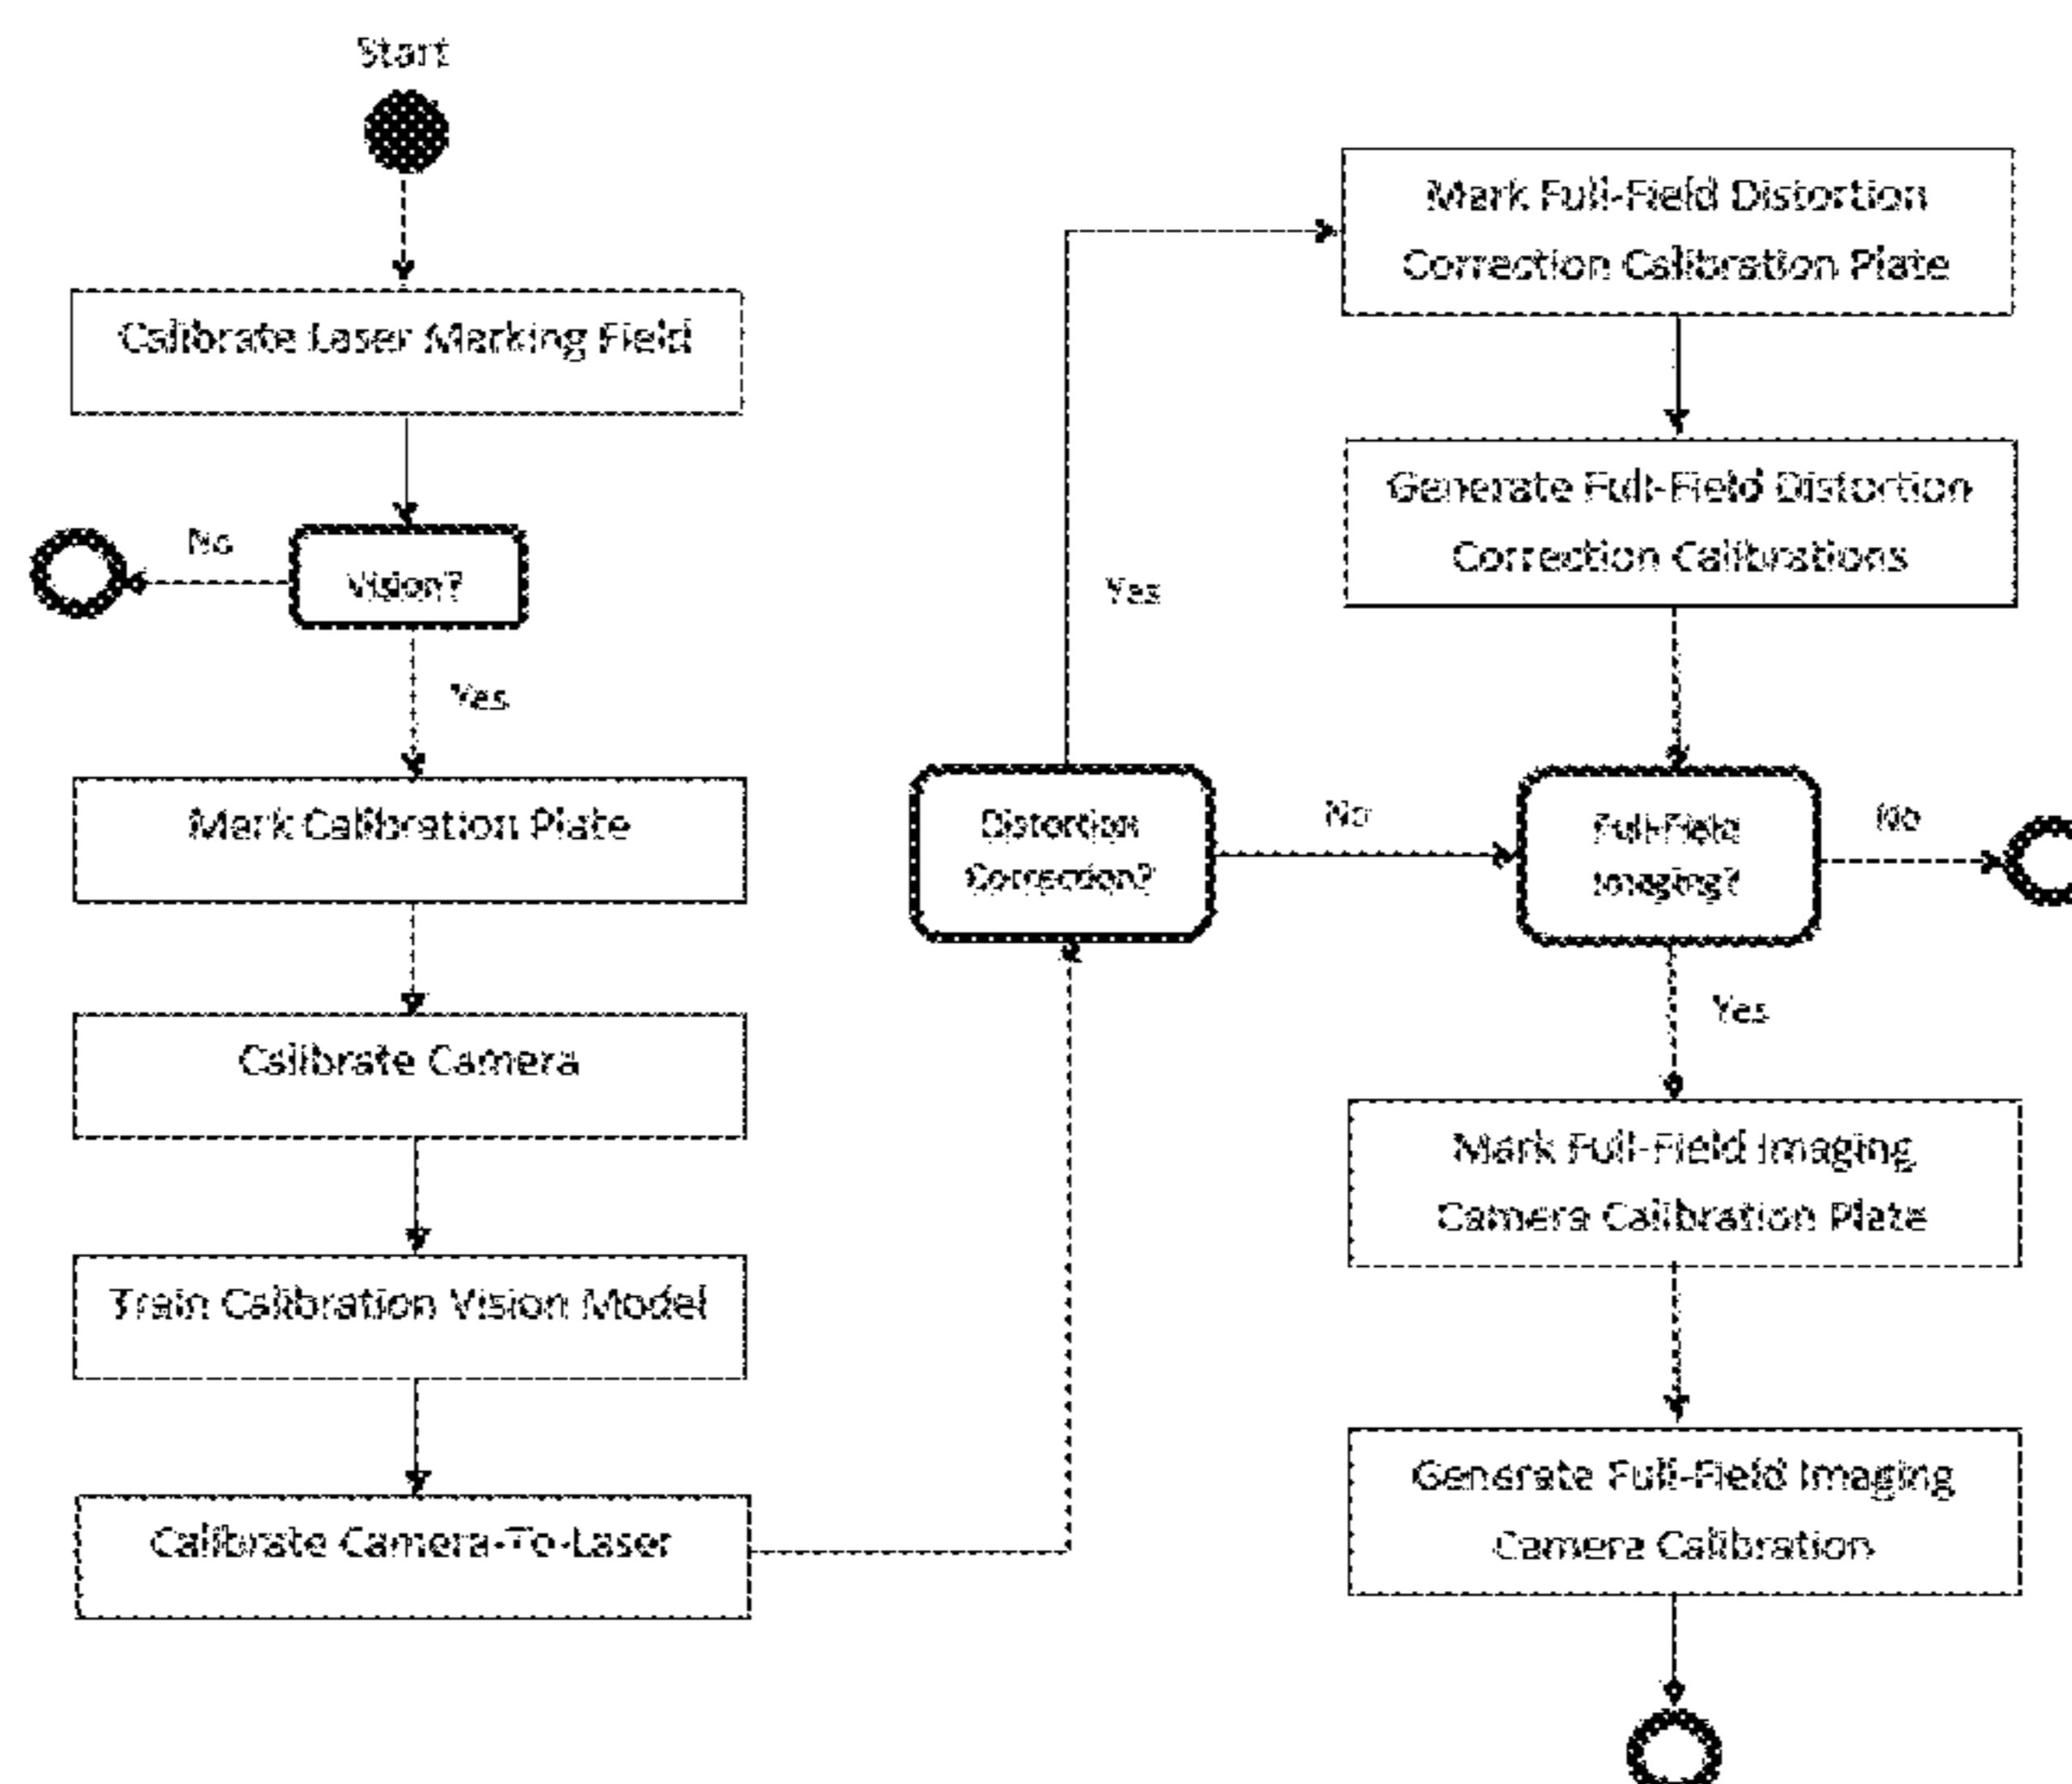 Start
Calibrate Laser Marking Field
No
Vision?
Yes
Mark Calibration Plate
Calibrate Camera
Train Calibration Vision Model
Calibrate Camera-To-Laser
Distortion
Correction?
Yes
No
Mark Full-Field Distortion
Correction Calibration Plate
Generate Full-Field Distortion
Correction Calibrations
Full-Field
Imaging?
No
Yes
Mark Full-Field Imaging
Camera Calibration Plate
Generate Full-Field Imaging
Camera Calibration